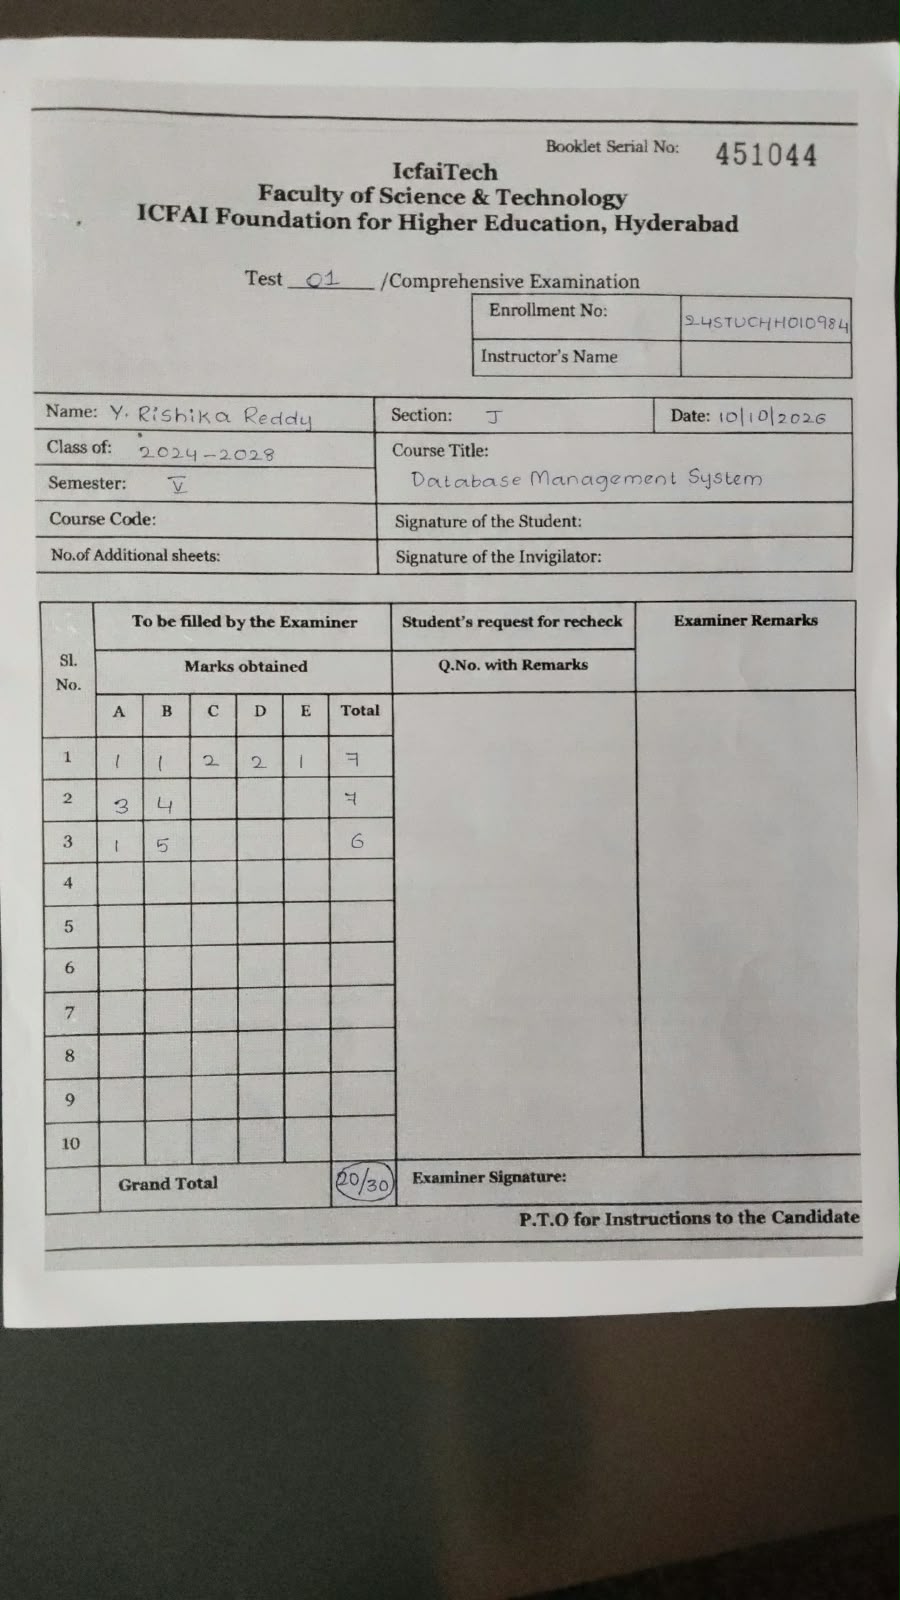 Booklet Serial No: 451044
IcfaiTech
Faculty of Science & Technology
ICFAI Foundation for Higher Education, Hyderabad
Test 01 /Comprehensive Examination
Enrollment No: 24STUCHH010984
Instructor's Name
Name: Y. Rishika Reddy Section: J Date: 10/10/2026
Class of: 2024-2028 Course Title:
Semester: V Database Management System
Course Code: Signature of the Student:
No.of Additional sheets: Signature of the Invigilator:
Sl. No. To be filled by the Examiner Student's request for recheck Examiner Remarks
Marks obtained Q.No. with Remarks
A B C D E Total
1 1 1 2 2 1 7
2 3 4 7
3 1 5 6
4
5
6
7
8
9
10
Grand Total 20/30 Examiner Signature:
P.T.O for Instructions to the Candidate